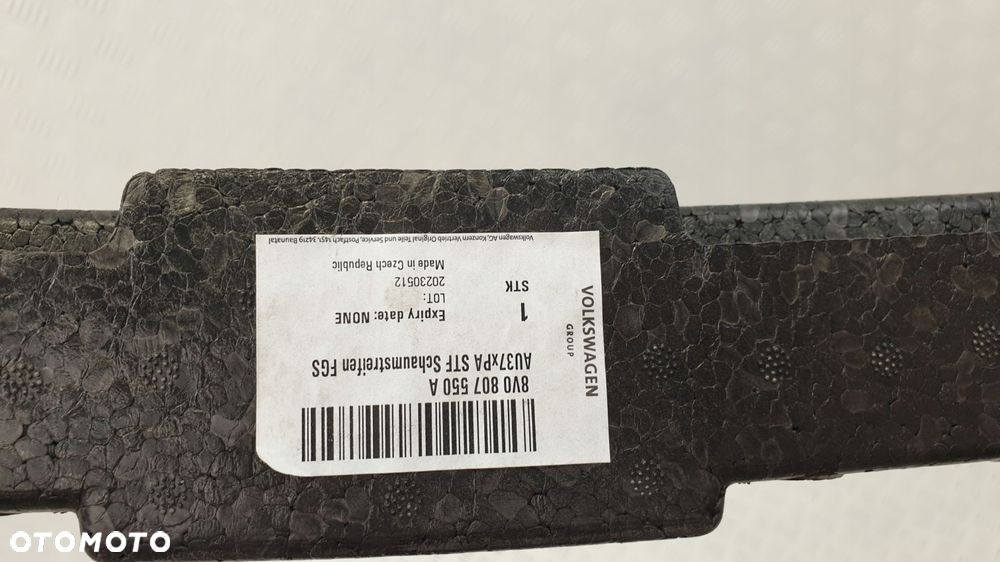 VOLKSWAGEN
GROUP
8V0 807 550 A
AU37xPA STF Schaumstreifen FGS
Expiry date: NONE
1
LOT:
STK
20230512
Made in Czech Republic
Volkswagen AG, Konzern Vertrieb Original Teile und Service, Postfach 1451, 34219 Baunatal
OTOMOTO